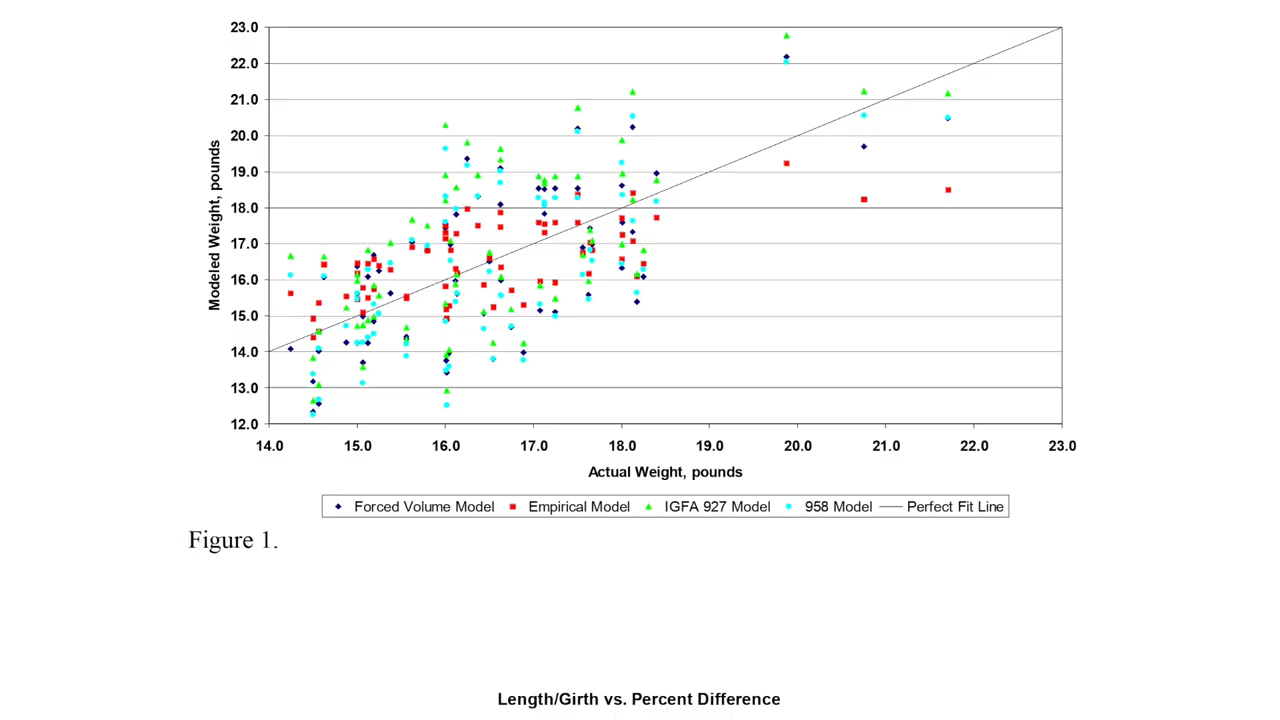 23.0
22.0
21.0
20.0
19.0
18.0
17.0
16.0
15.0
14.0
13.0
12.0
Modeled Weight, pounds
14.0 15.0 16.0 17.0 18.0 19.0 20.0 21.0 22.0 23.0
Actual Weight, pounds
Forced Volume Model Empirical Model IGFA 927 Model 958 Model Perfect Fit Line
Figure 1.
Length/Girth vs. Percent Difference